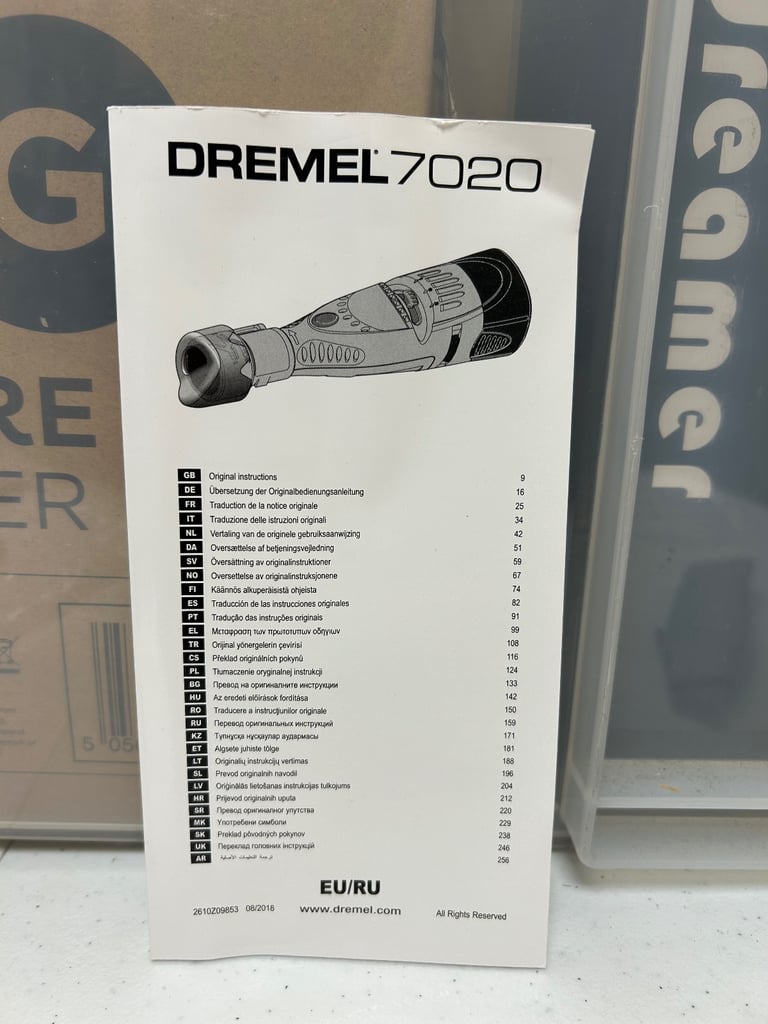 DREMEL® 7020
GB Original instructions 9
DE Übersetzung der Originalbedienungsanleitung 16
FR Traduction de la notice originale 25
IT Traduzione delle istruzioni originali 34
NL Vertaling van de originele gebruiksaanwijzing 42
DA Oversættelse af betjeningsvejledning 51
SV Översättning av originalinstruktioner 59
NO Oversettelse av originalinstruksjonene 67
FI Käännös alkuperäisistä ohjeista 74
ES Traducción de las instrucciones originales 82
PT Tradução das instruções originais 91
EL Μεταφραση των πρωτοτυπων οδηγιων 99
TR Orijinal yönergelerin çevirisi 108
CS Překlad originálních pokynů 116
PL Tłumaczenie oryginalnej instrukcji 124
BG Превод на оригиналните инструкции 133
HU Az eredeti előírások fordítása 142
RO Traducere a instrucțiunilor originale 150
RU Перевод оригинальных инструкций 159
KZ Түпнұсқа нұсқаулар аудармасы 171
ET Algsete juhiste tõlge 181
LT Originalių instrukcijų vertimas 188
SL Prevod originalnih navodil 196
LV Oriģinālās lietošanas instrukcijas tulkojums 204
HR Prijevod originalnih uputa 212
SR Превод оригиналног упутства 220
MK Употребени симболи 229
SK Preklad pôvodných pokynov 238
UK Переклад головних інструкцій 246
AR ترجمة التعليمات الأصلية 256
EU/RU
2610Z09853 08/2018 www.dremel.com All Rights Reserved
G
RE
ER
5 05
reamer